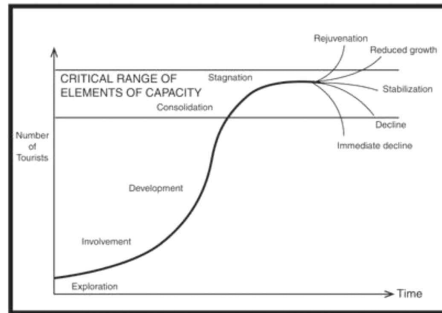 Rejuvenation
Reduced growth
CRITICAL RANGE OF
ELEMENTS OF CAPACITY
Stagnation
Stabilization
Consolidation
Decline
Number
of
Tourists
Immediate decline
Development
Involvement
Exploration
Time